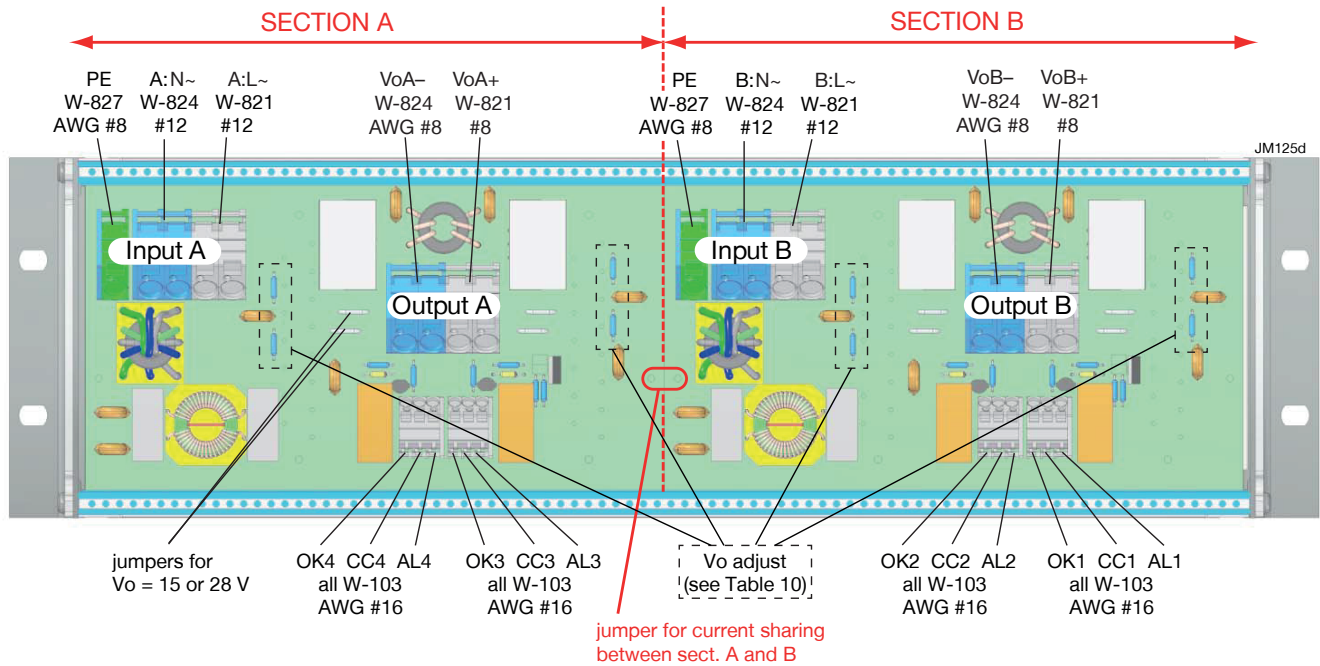 SECTION A
SECTION B
PE
W-827
AWG #8
A:N~
W-824
#12
A:L~
W-821
#12
VoA–
W-824
AWG #8
VoA+
W-821
#8
PE
W-827
AWG #8
B:N~
W-824
#12
B:L~
W-821
#12
VoB–
W-824
AWG #8
VoB+
W-821
#8
JM125d
Input A
Output A
Input B
Output B
jumpers for
Vo = 15 or 28 V
OK4 CC4 AL4
all W-103
AWG #16
OK3 CC3 AL3
all W-103
AWG #16
Vo adjust
(see Table 10)
OK2 CC2 AL2
all W-103
AWG #16
OK1 CC1 AL1
all W-103
AWG #16
jumper for current sharing
between sect. A and B